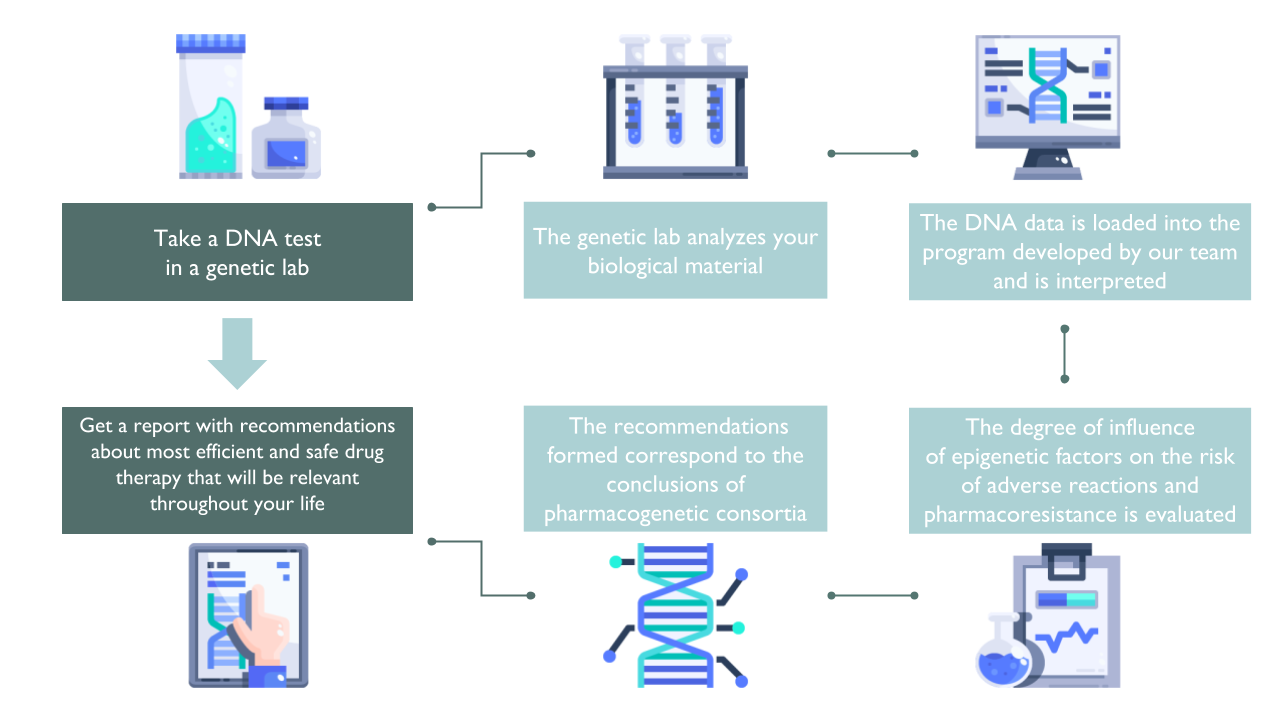 Take a DNA test
in a genetic lab
The genetic lab analyzes your
biological material
The DNA data is loaded into the
program developed by our team
and is interpreted
Get a report with recommendations
about most efficient and safe drug
therapy that will be relevant
throughout your life
The recommendations
formed correspond to the
conclusions of
pharmacogenetic consortia
The degree of influence
of epigenetic factors on the risk
of adverse reactions and
pharmacoresistance is evaluated